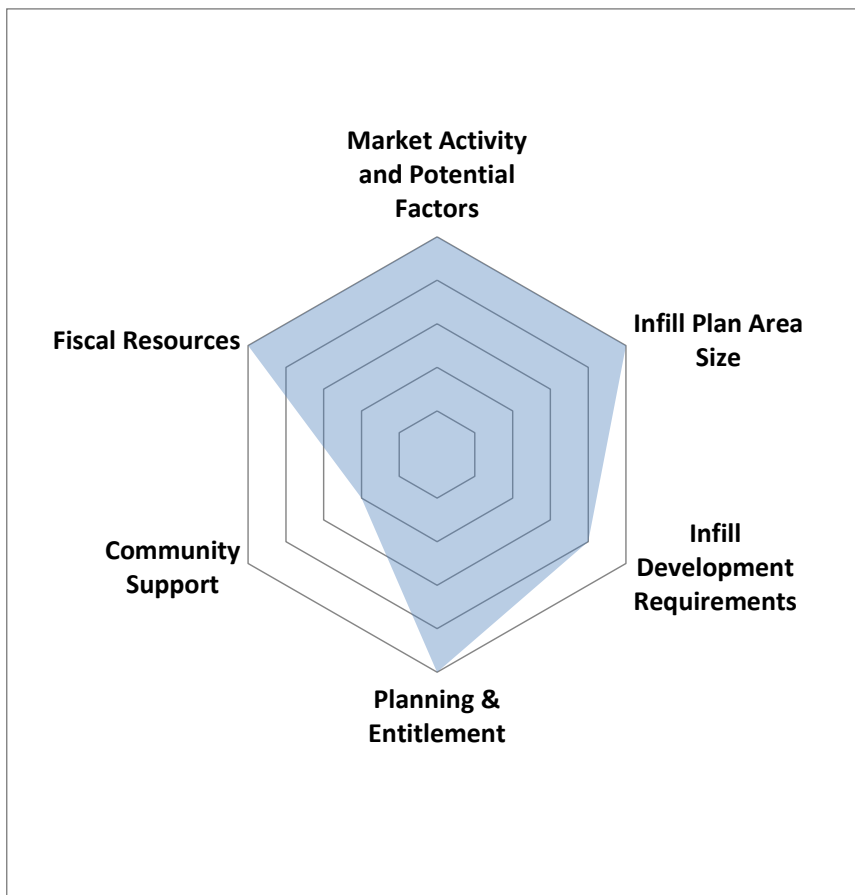 Market Activity
and Potential
Factors
Fiscal Resources
Infill Plan Area
Size
Community
Support
Infill
Development
Requirements
Planning &
Entitlement